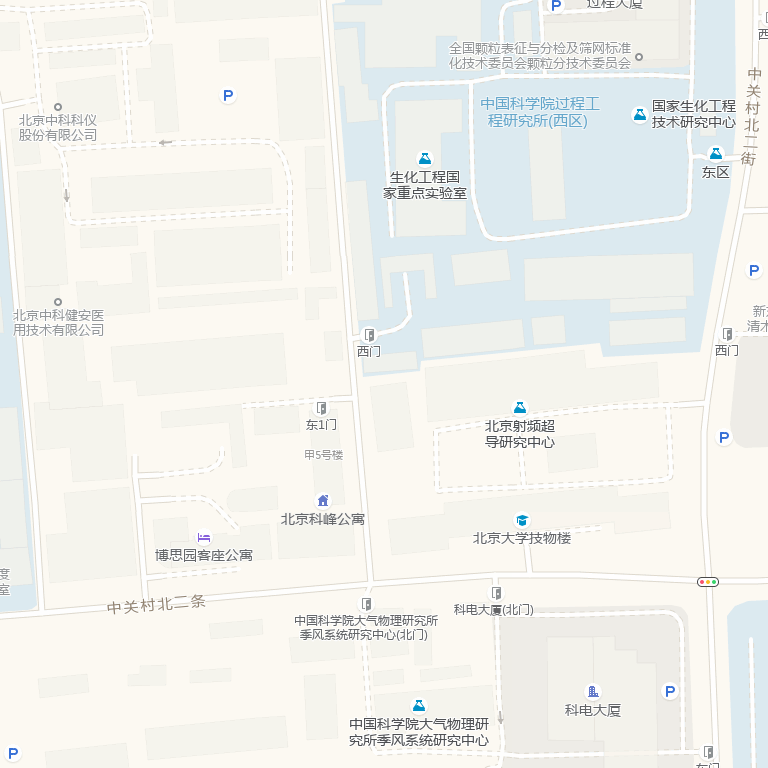 过程大厦
全国颗粒表征与分检及筛网标准
化技术委员会颗粒分技术委员会
P
P
中国科学院过程工
程研究所(西区)
国家生化工程
技术研究中心
中关村北二街
北京中科科仪
股份有限公司
生化工程国
家重点实验室
东区
P
北京中科健安医
用技术有限公司
西门
西门
东1门
北京射频超
导研究中心
P
甲5号楼
北京科峰公寓
北京大学技物楼
博思园客座公寓
中关村北二条
科电大厦(北门)
中国科学院大气物理研究所
季风系统研究中心(北门)
科电大厦
P
中国科学院大气物理研
究所季风系统研究中心
P
东门